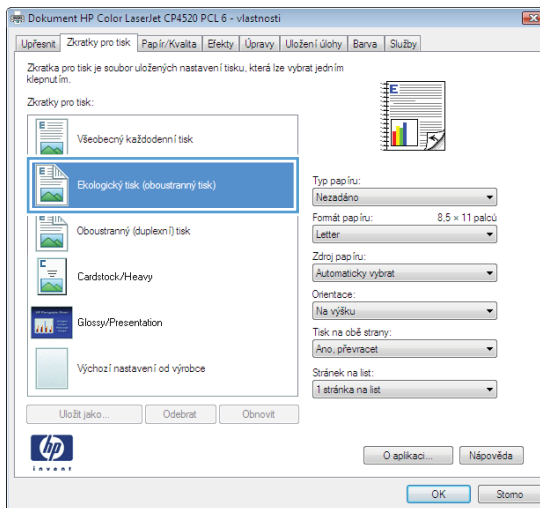 Dokument HP Color LaserJet CP4520 PCL 6 - vlastnosti
Upřesnit Zkratky pro tisk Papír/Kvalita Efekty Úpravy Uložení úlohy Barva Služby
Zkratka pro tisk je soubor uložených nastavení tisku, která lze vybrat jedním
klepnutím.
Zkratky pro tisk:
Všeobecný každodenní tisk
Ekologický tisk (oboustranný tisk)
Oboustranný (duplexní) tisk
Cardstock/Heavy
Glossy/Presentation
Výchozí nastavení od výrobce
Typ papíru:
Nezadáno
Formát papíru: 8,5 × 11 palců
Letter
Zdroj papíru:
Automaticky vybrat
Orientace:
Na výšku
Tisk na obě strany:
Ano, převracet
Stránek na list:
1 stránka na list
Uložit jako... Odebrat Obnovit
hp
invent
O aplikaci... Nápověda
OK Storno